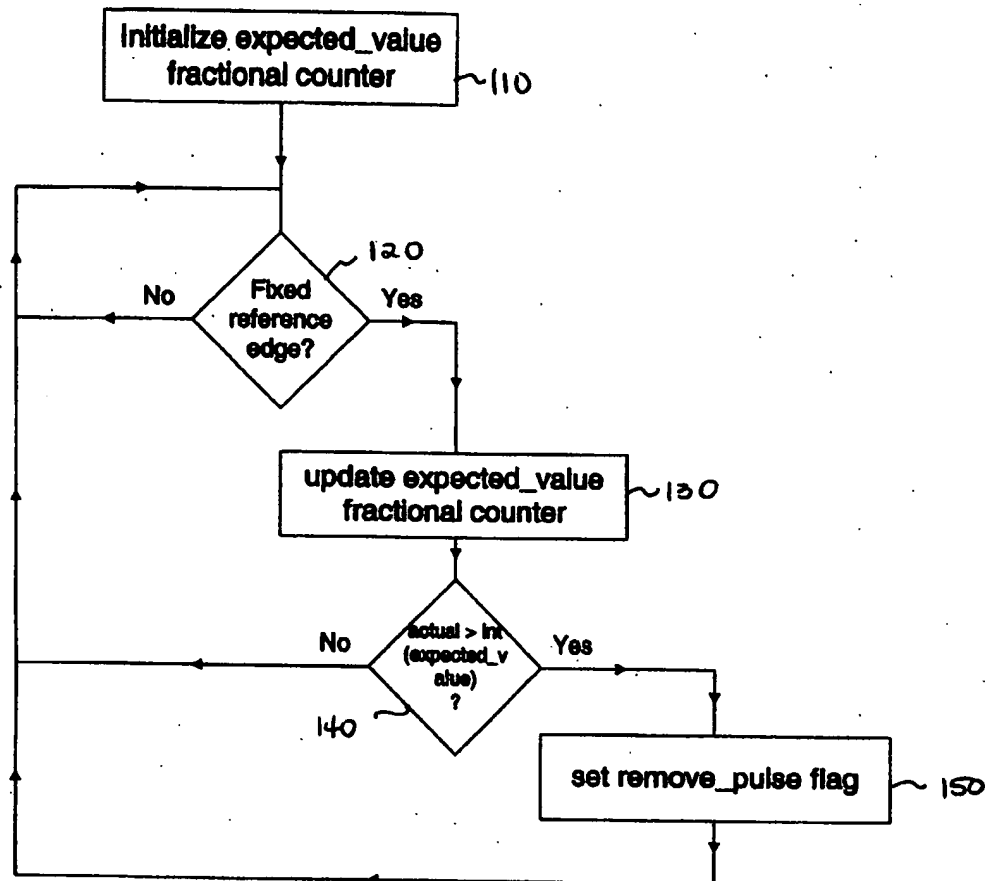 Initialize expected_value
fractional counter
110
120
No
Fixed
reference
edge?
Yes
update expected_value
fractional counter
130
No
actual > int
(expected_v
alue)
?
Yes
140
set remove_pulse flag
150